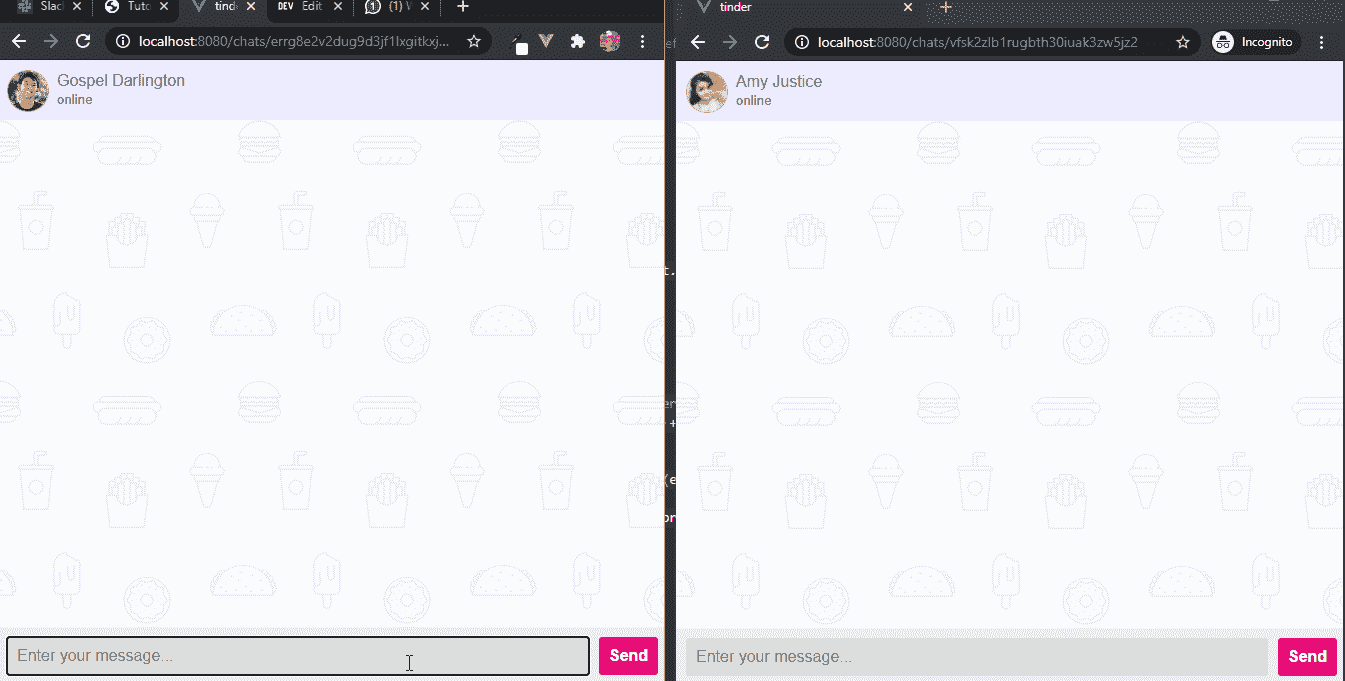 Slac
Tuto
tinde
DEV Edit
(1) W
localhost:8080/chats/errg8e2v2dug9d3jf1lxgitkxj...
Gospel Darlington
online
Enter your message...
Send
tinder
localhost:8080/chats/vfsk2zlb1rugbth30iuak3zw5jz2
Incognito
Amy Justice
online
Enter your message...
Send